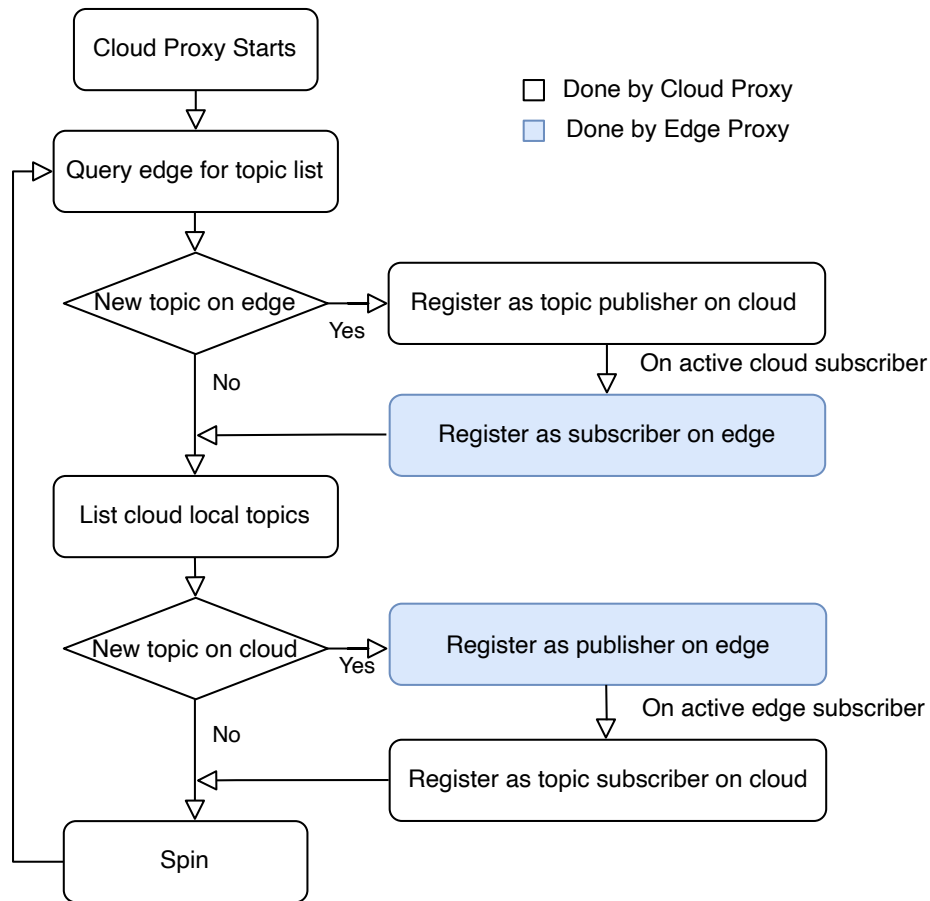 Cloud Proxy Starts
Done by Cloud Proxy
Done by Edge Proxy
Query edge for topic list
New topic on edge
Yes
Register as topic publisher on cloud
On active cloud subscriber
No
Register as subscriber on edge
List cloud local topics
New topic on cloud
Yes
Register as publisher on edge
On active edge subscriber
No
Register as topic subscriber on cloud
Spin